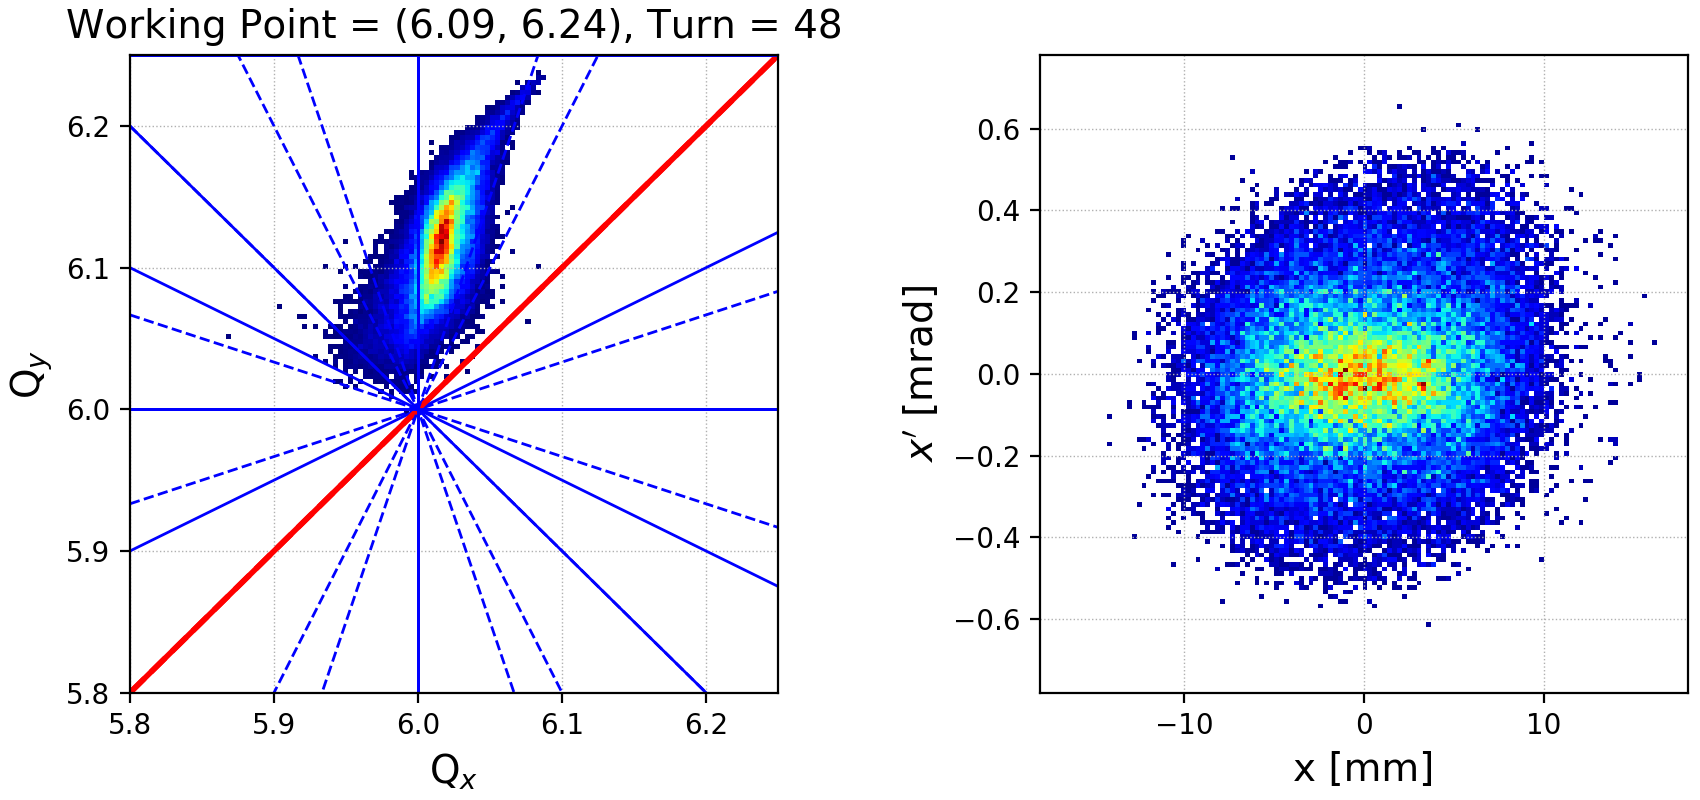 Working Point = (6.09, 6.24), Turn = 48
6.2
6.1
6.0
5.9
5.8
Qy
5.8 5.9 6.0 6.1 6.2
Qx
0.6
0.4
0.2
0.0
−0.2
−0.4
−0.6
x′ [mrad]
−10 0 10
x [mm]